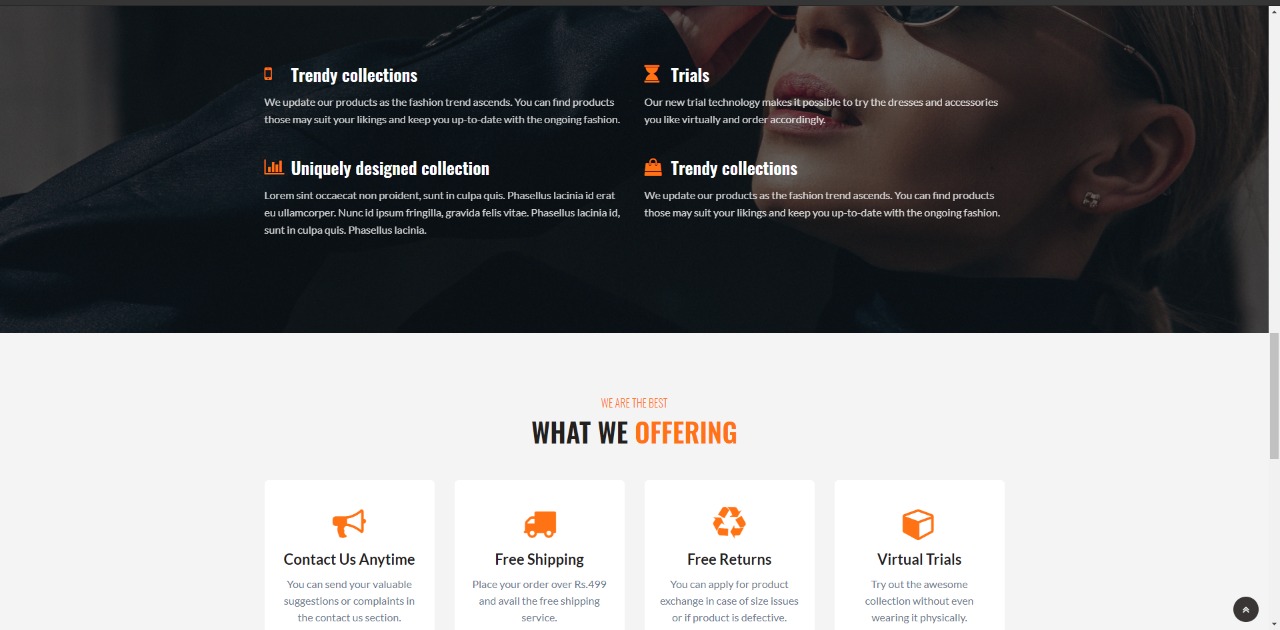 Trendy collections
We update our products as the fashion trend ascends. You can find products
those may suit your likings and keep you up-to-date with the ongoing fashion.
Trials
Our new trial technology makes it possible to try the dresses and accessories
you like virtually and order accordingly.
Uniquely designed collection
Lorem sint occaecat non proident, sunt in culpa quis. Phasellus lacinia id erat
eu ullamcorper. Nunc id ipsum fringilla, gravida felis vitae. Phasellus lacinia id,
sunt in culpa quis. Phasellus lacinia.
Trendy collections
We update our products as the fashion trend ascends. You can find products
those may suit your likings and keep you up-to-date with the ongoing fashion.
WE ARE THE BEST
WHAT WE OFFERING
Contact Us Anytime
You can send your valuable
suggestions or complaints in
the contact us section.
Free Shipping
Place your order over Rs.499
and avail the free shipping
service.
Free Returns
You can apply for product
exchange in case of size issues
or if product is defective.
Virtual Trials
Try out the awesome
collection without even
wearing it physically.